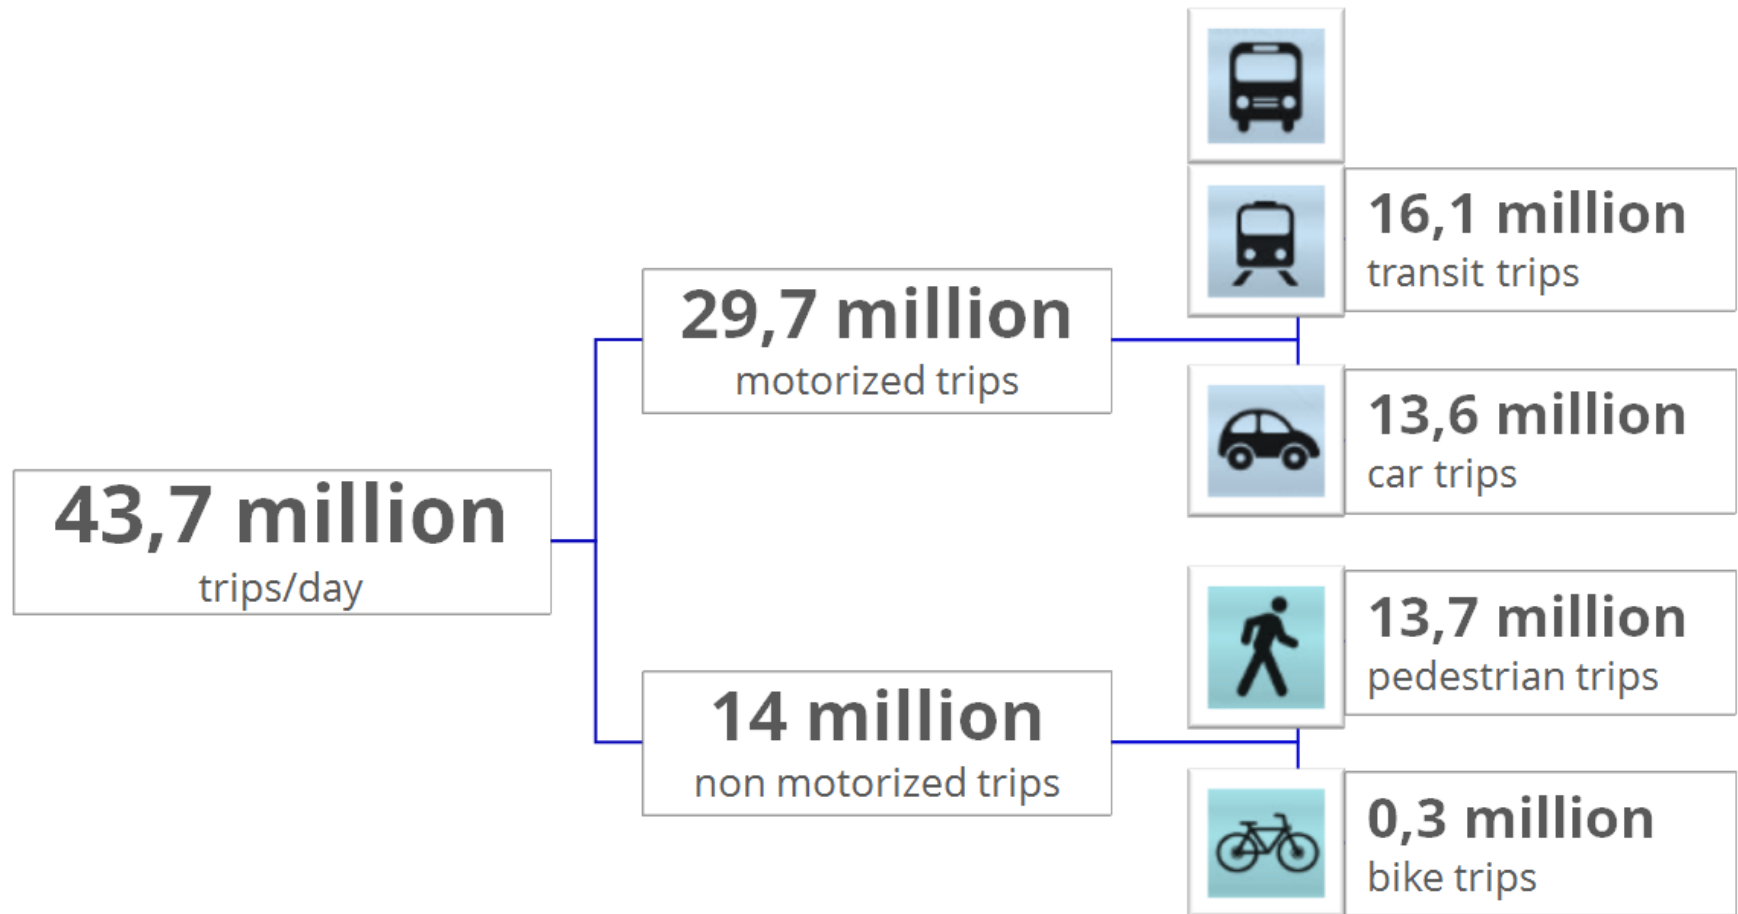 16,1 million
transit trips
29,7 million
motorized trips
13,6 million
car trips
43,7 million
trips/day
13,7 million
pedestrian trips
14 million
non motorized trips
0,3 million
bike trips